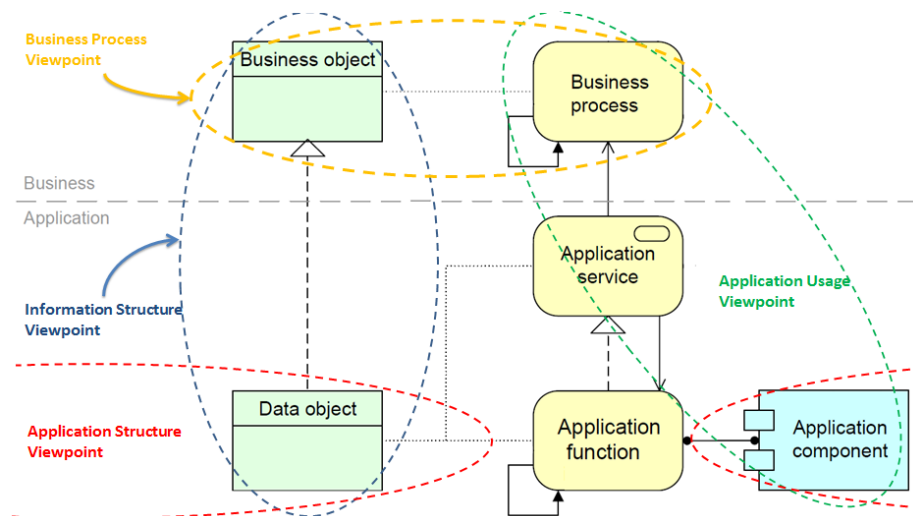 Business Process
Viewpoint
Business object
Business
process
Business
Application
Application
service
Application Usage
Viewpoint
Information Structure
Viewpoint
Data object
Application Structure
Viewpoint
Application
function
Application
component